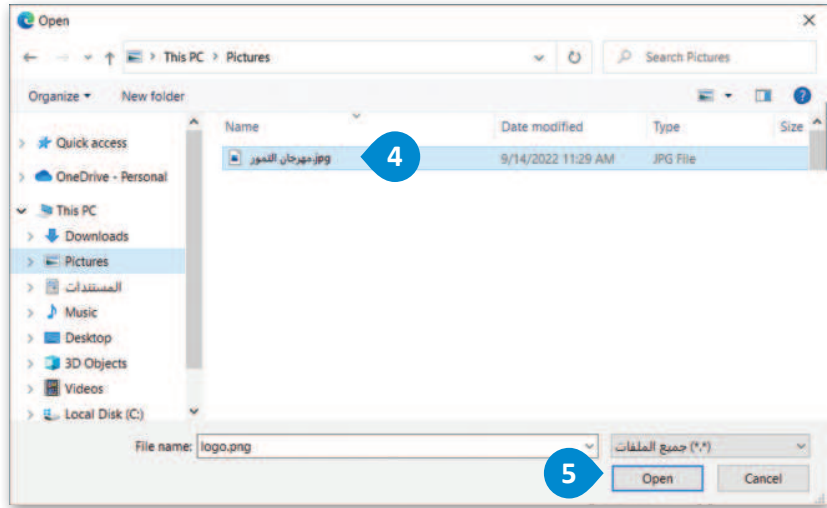 Open
This PC > Pictures
Search Pictures
Organize
New folder
Name
Date modified
Type
Size
مهرجان التمور.jpg
4
9/14/2022 11:29 AM
JPG File
Quick access
OneDrive - Personal
This PC
Downloads
Pictures
المستندات
Music
Desktop
3D Objects
Videos
Local Disk (C:)
File name:
logo.png
جميع الملفات (*.*)
5
Open
Cancel